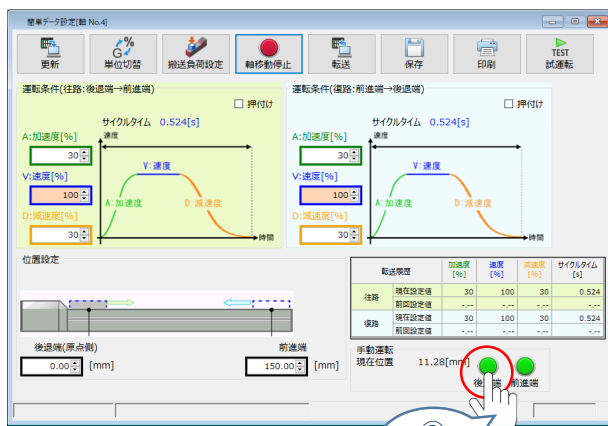 簡単データ設定[軸 No.4]
更新
単位切替
搬送負荷設定
軸移動停止
転送
保存
印刷
TEST
試運転
運転条件(往路:後退端→前進端)
押付け
サイクルタイム 0.524[s]
A:加速度[%]
30
V:速度[%]
100
D:減速度[%]
30
速度
V:速度
A:加速度
D:減速度
時間
運転条件(復路:前進端→後退端)
押付け
サイクルタイム 0.524[s]
A:加速度[%]
30
V:速度[%]
100
D:減速度[%]
30
速度
V:速度
A:加速度
D:減速度
時間
位置設定
後退端(原点側)
0.00 [mm]
前進端
150.00 [mm]
転送履歴 加速度[%] 速度[%] 減速度[%] サイクルタイム[s]
往路 現在設定値 30 100 30 0.524
前回設定値 -.-- -.-- -.-- -.--
復路 現在設定値 30 100 30 0.524
前回設定値 -.-- -.-- -.-- -.--
手動運転
現在位置 11.28[mm]
後退端 前進端